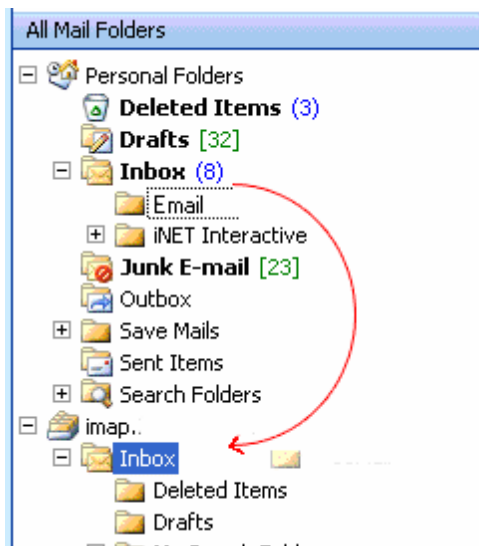 All Mail Folders
Personal Folders
Deleted Items (3)
Drafts [32]
Inbox (8)
Email
iNET Interactive
Junk E-mail [23]
Outbox
Save Mails
Sent Items
Search Folders
imap..
Inbox
Deleted Items
Drafts